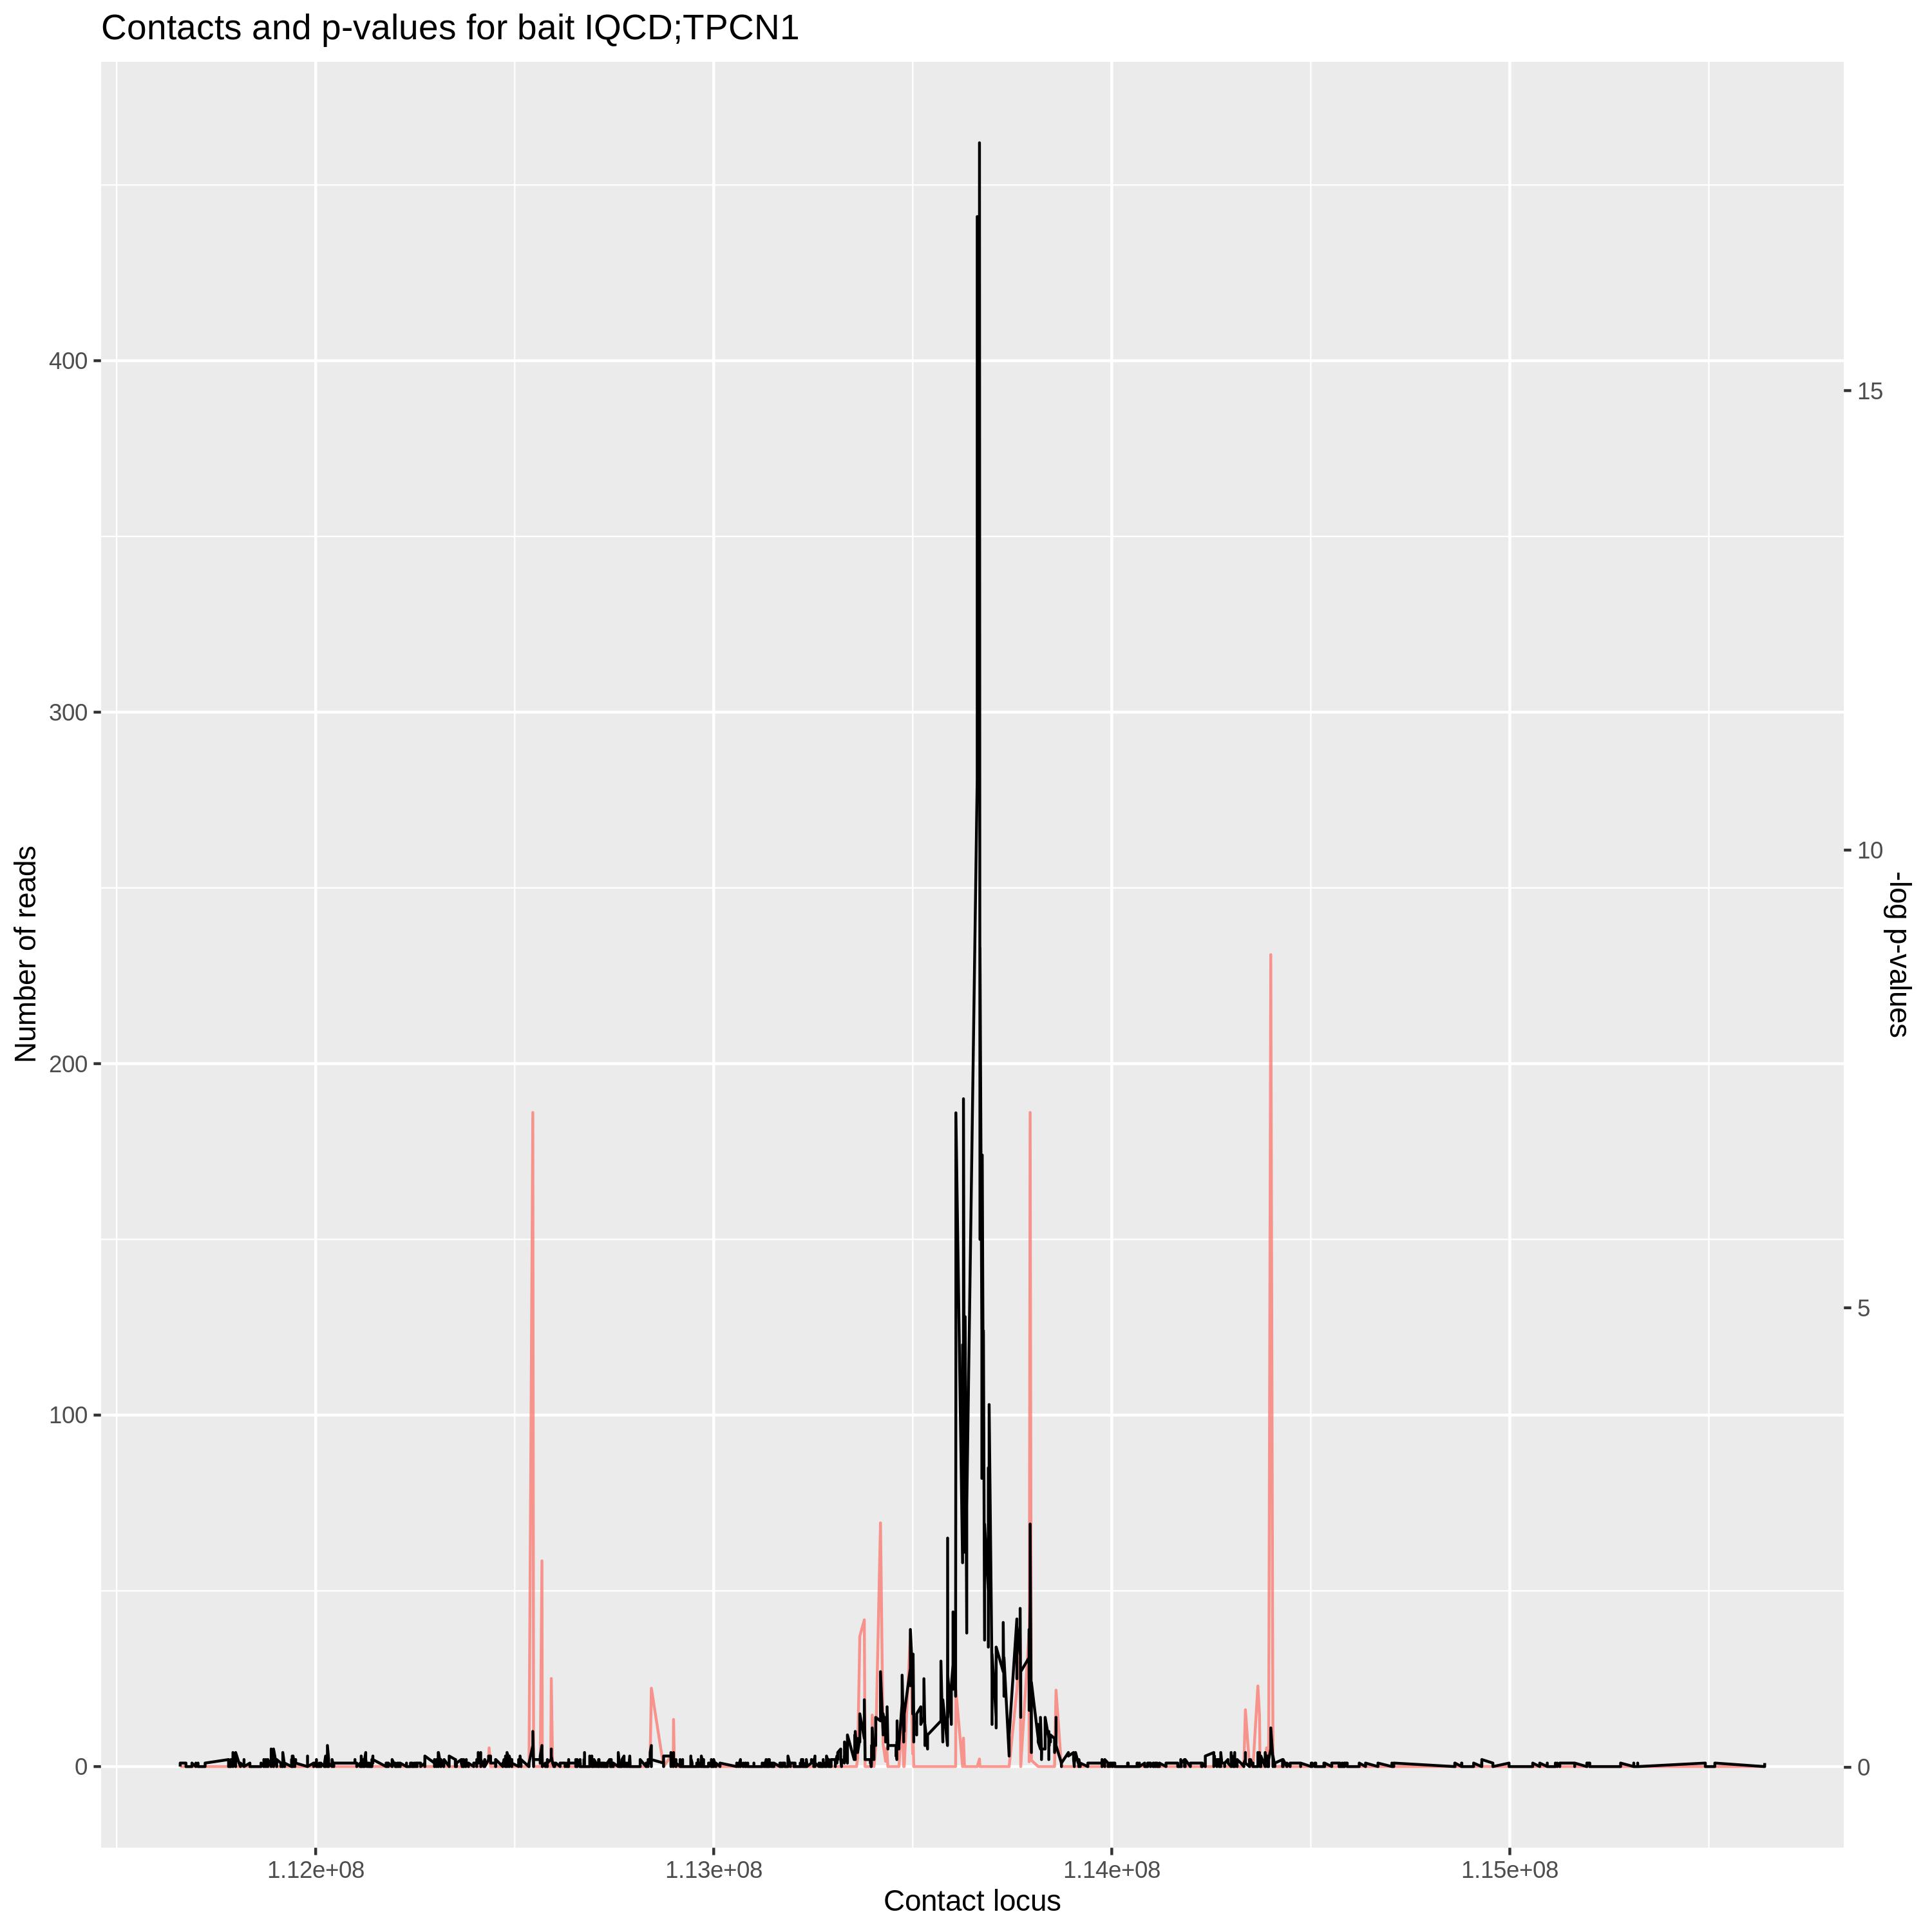 Contacts and p-values for bait IQCD;TPCN1
400
300
200
100
0
15
10
5
0
Number of reads
-log p-values
1.12e+08
1.13e+08
1.14e+08
1.15e+08
Contact locus